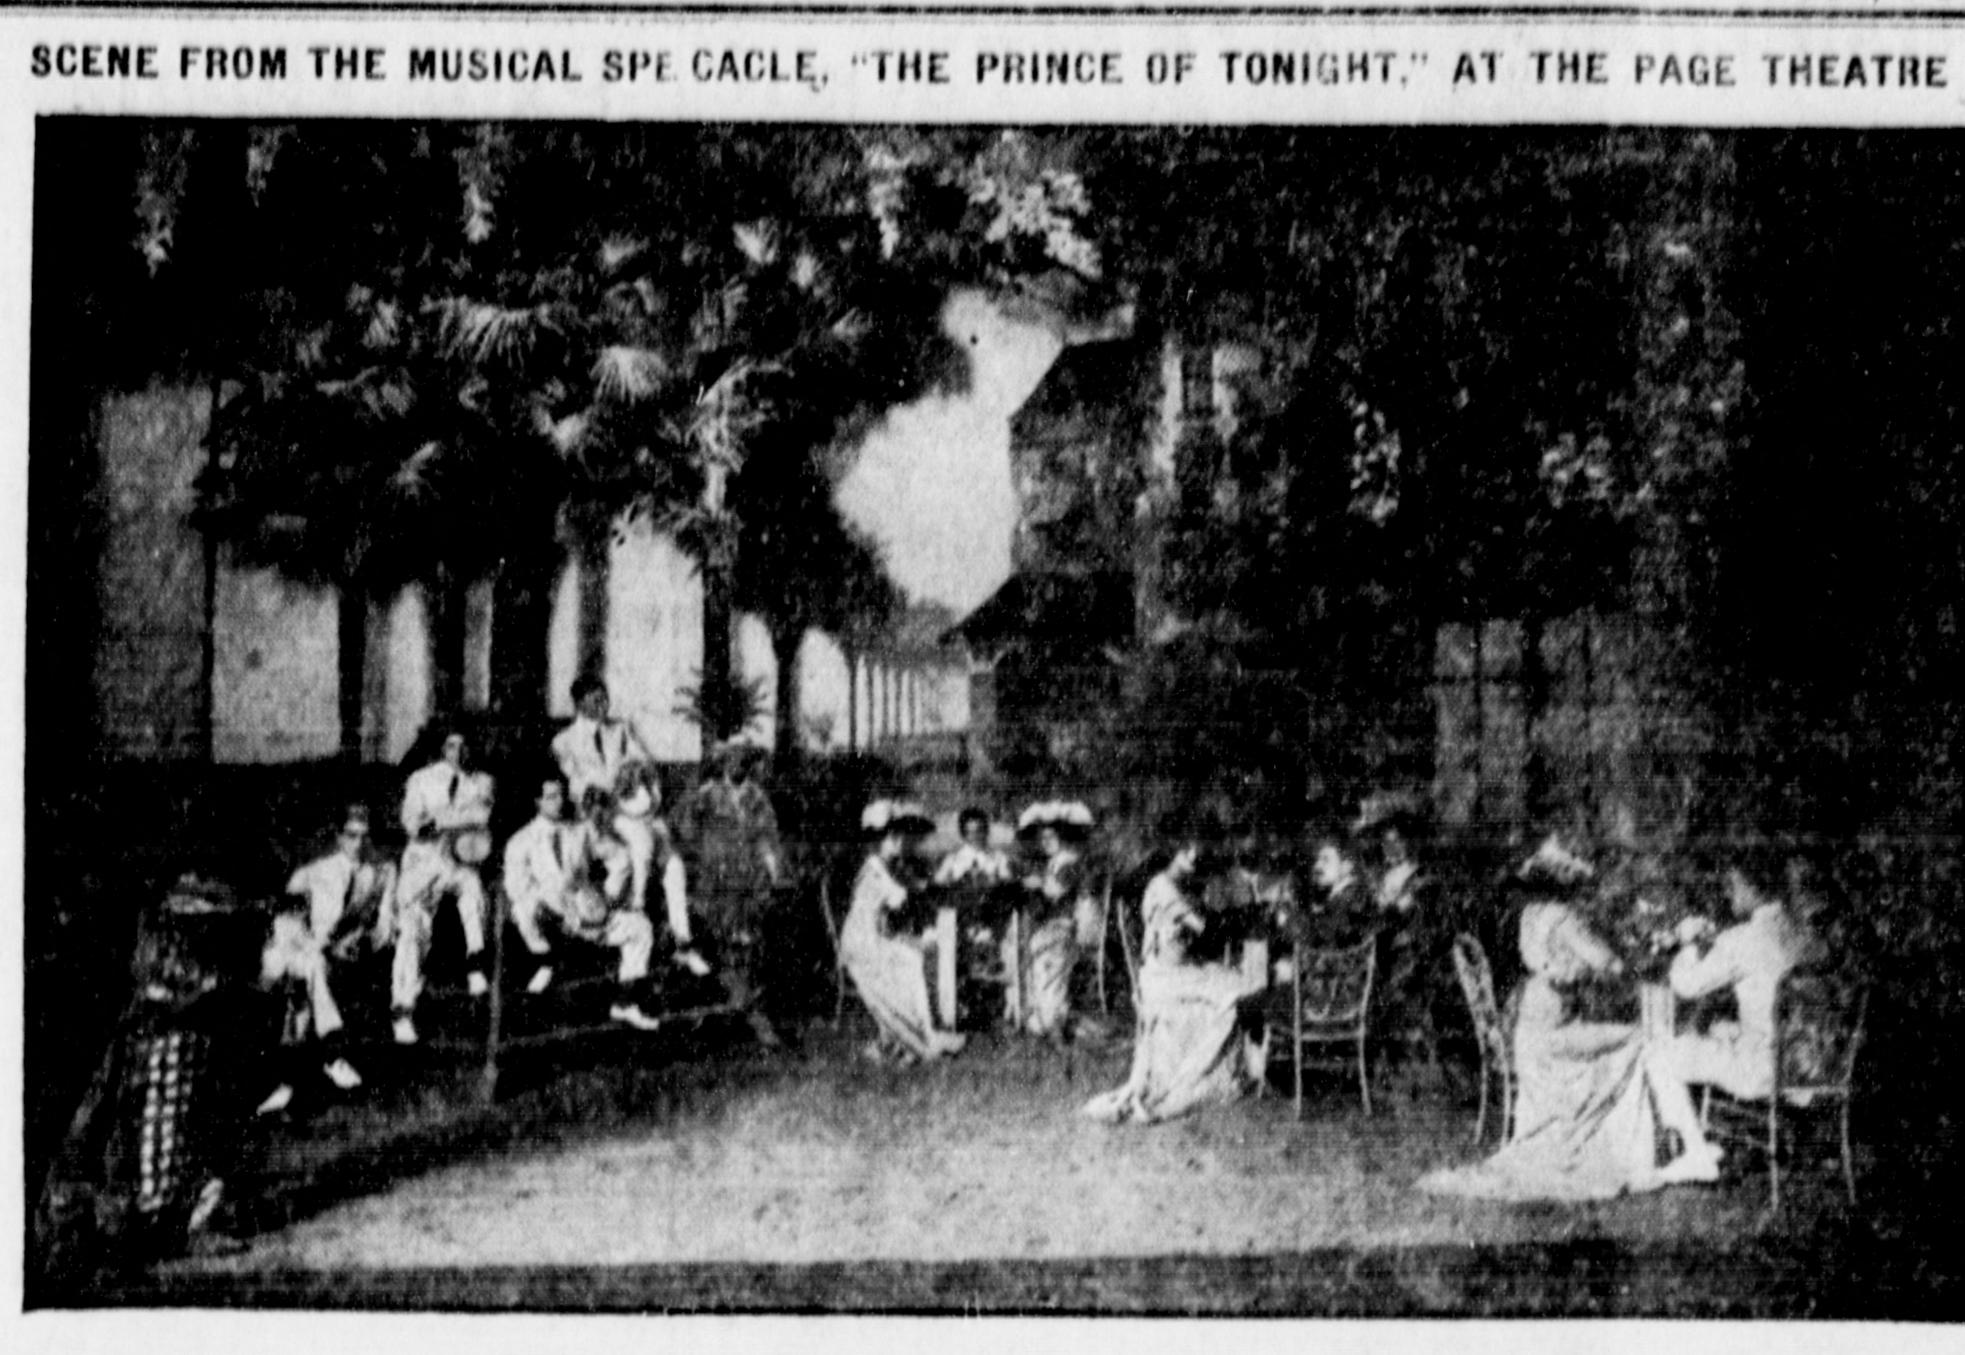 SCENE FROM THE MUSICAL SPE CACLE, "THE PRINCE OF TONIGHT," AT THE PAGE THEATRE